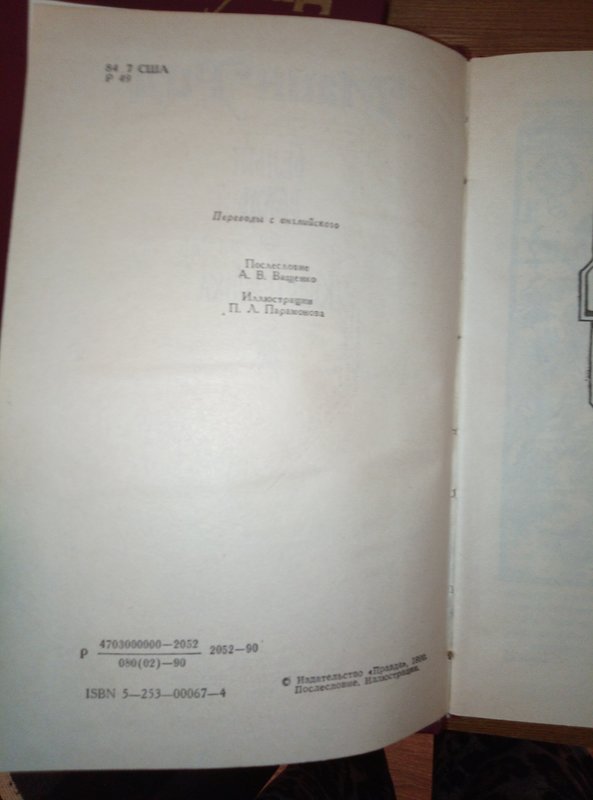 84 7 США
Р 49
Переводы с английского
Послесловие
А. В. Ващенко
Иллюстрации
П. Л. Парамонова
Р 4703000000—2052 2052—90
080(02)—90
ISBN 5—253—00067—4
© Издательство «Правда», 1990.
Послесловие. Иллюстрации.